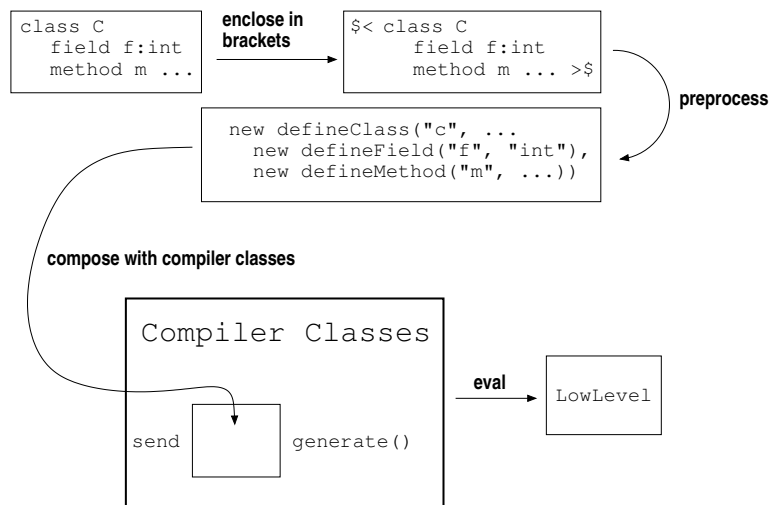 class C
field f:int
method m ...
enclose in
brackets
$< class C
field f:int
method m ... >$
preprocess
new defineClass("c", ...
new defineField("f", "int"),
new defineMethod("m", ...))
compose with compiler classes
Compiler Classes
send
generate()
eval
LowLevel